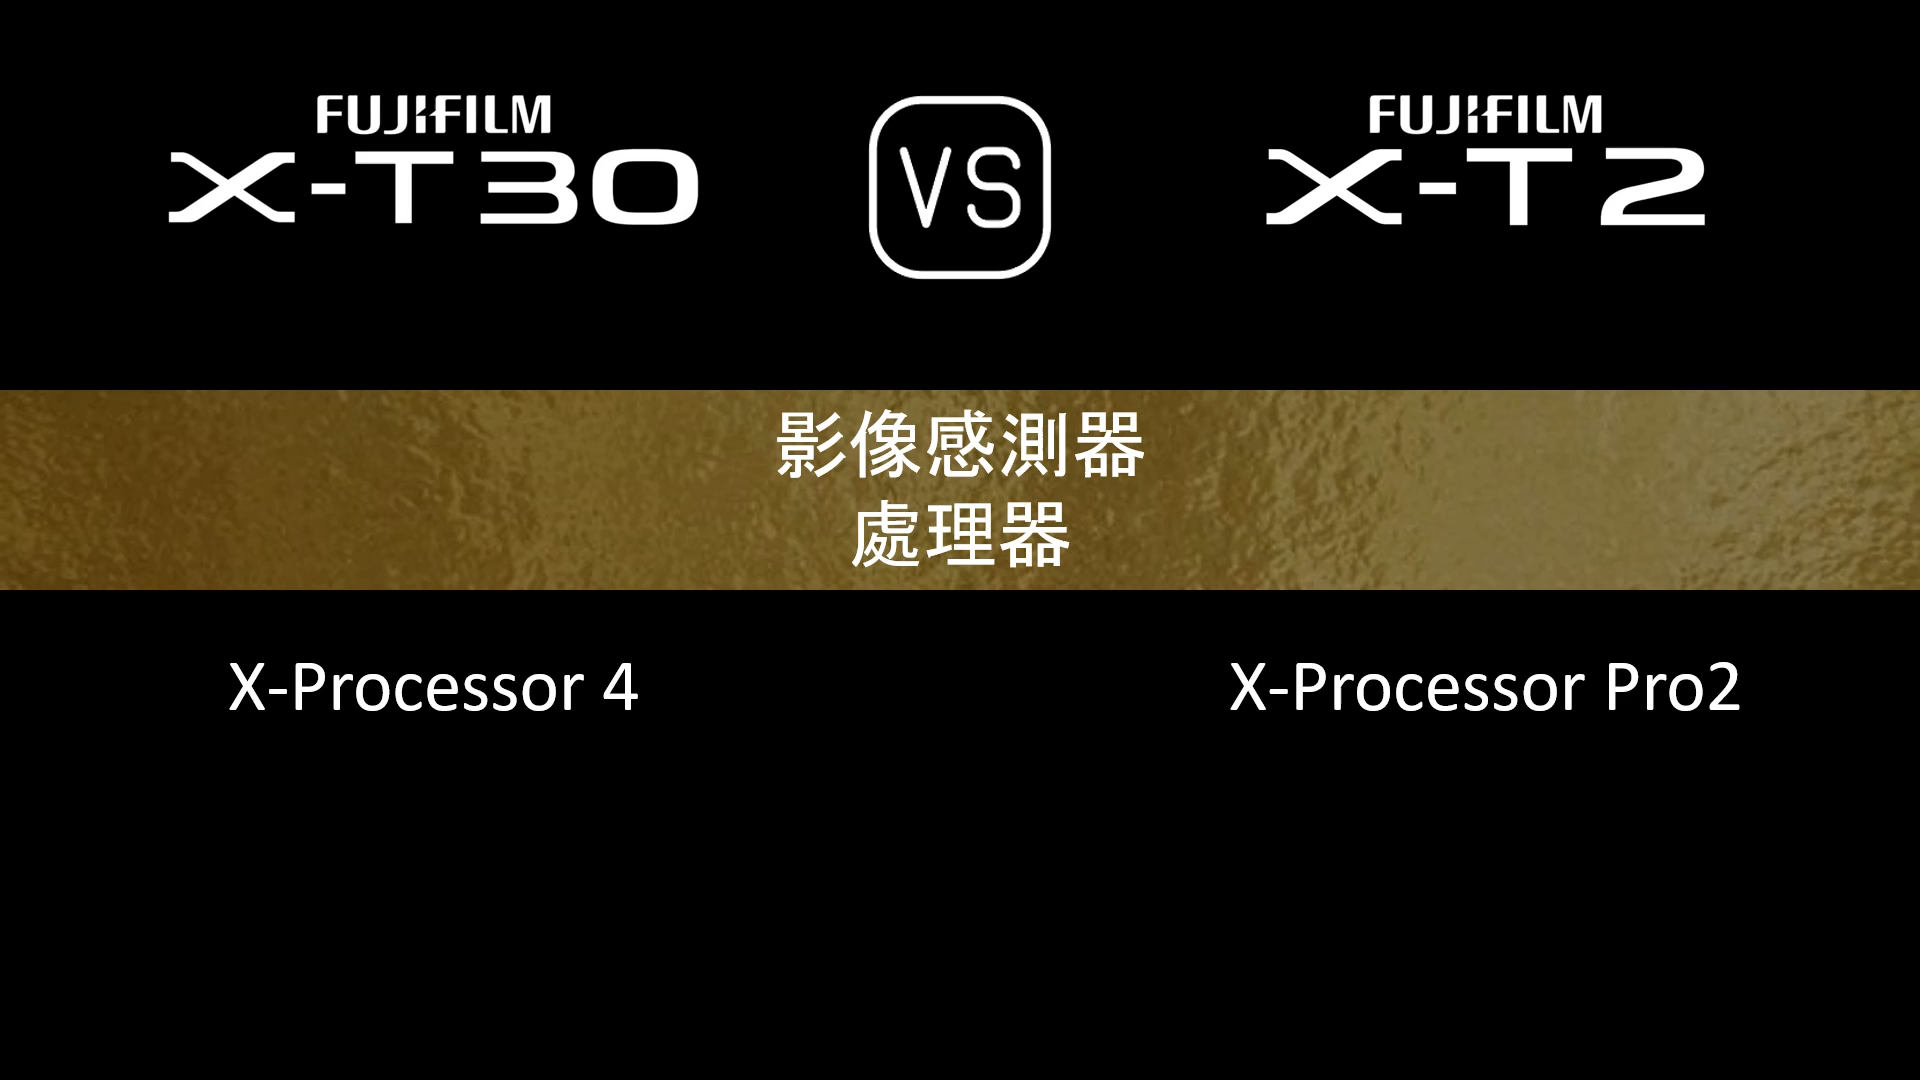 FUJIFILM
X-T30
VS
FUJIFILM
X-T2
影像感測器
處理器
X-Processor 4
X-Processor Pro2